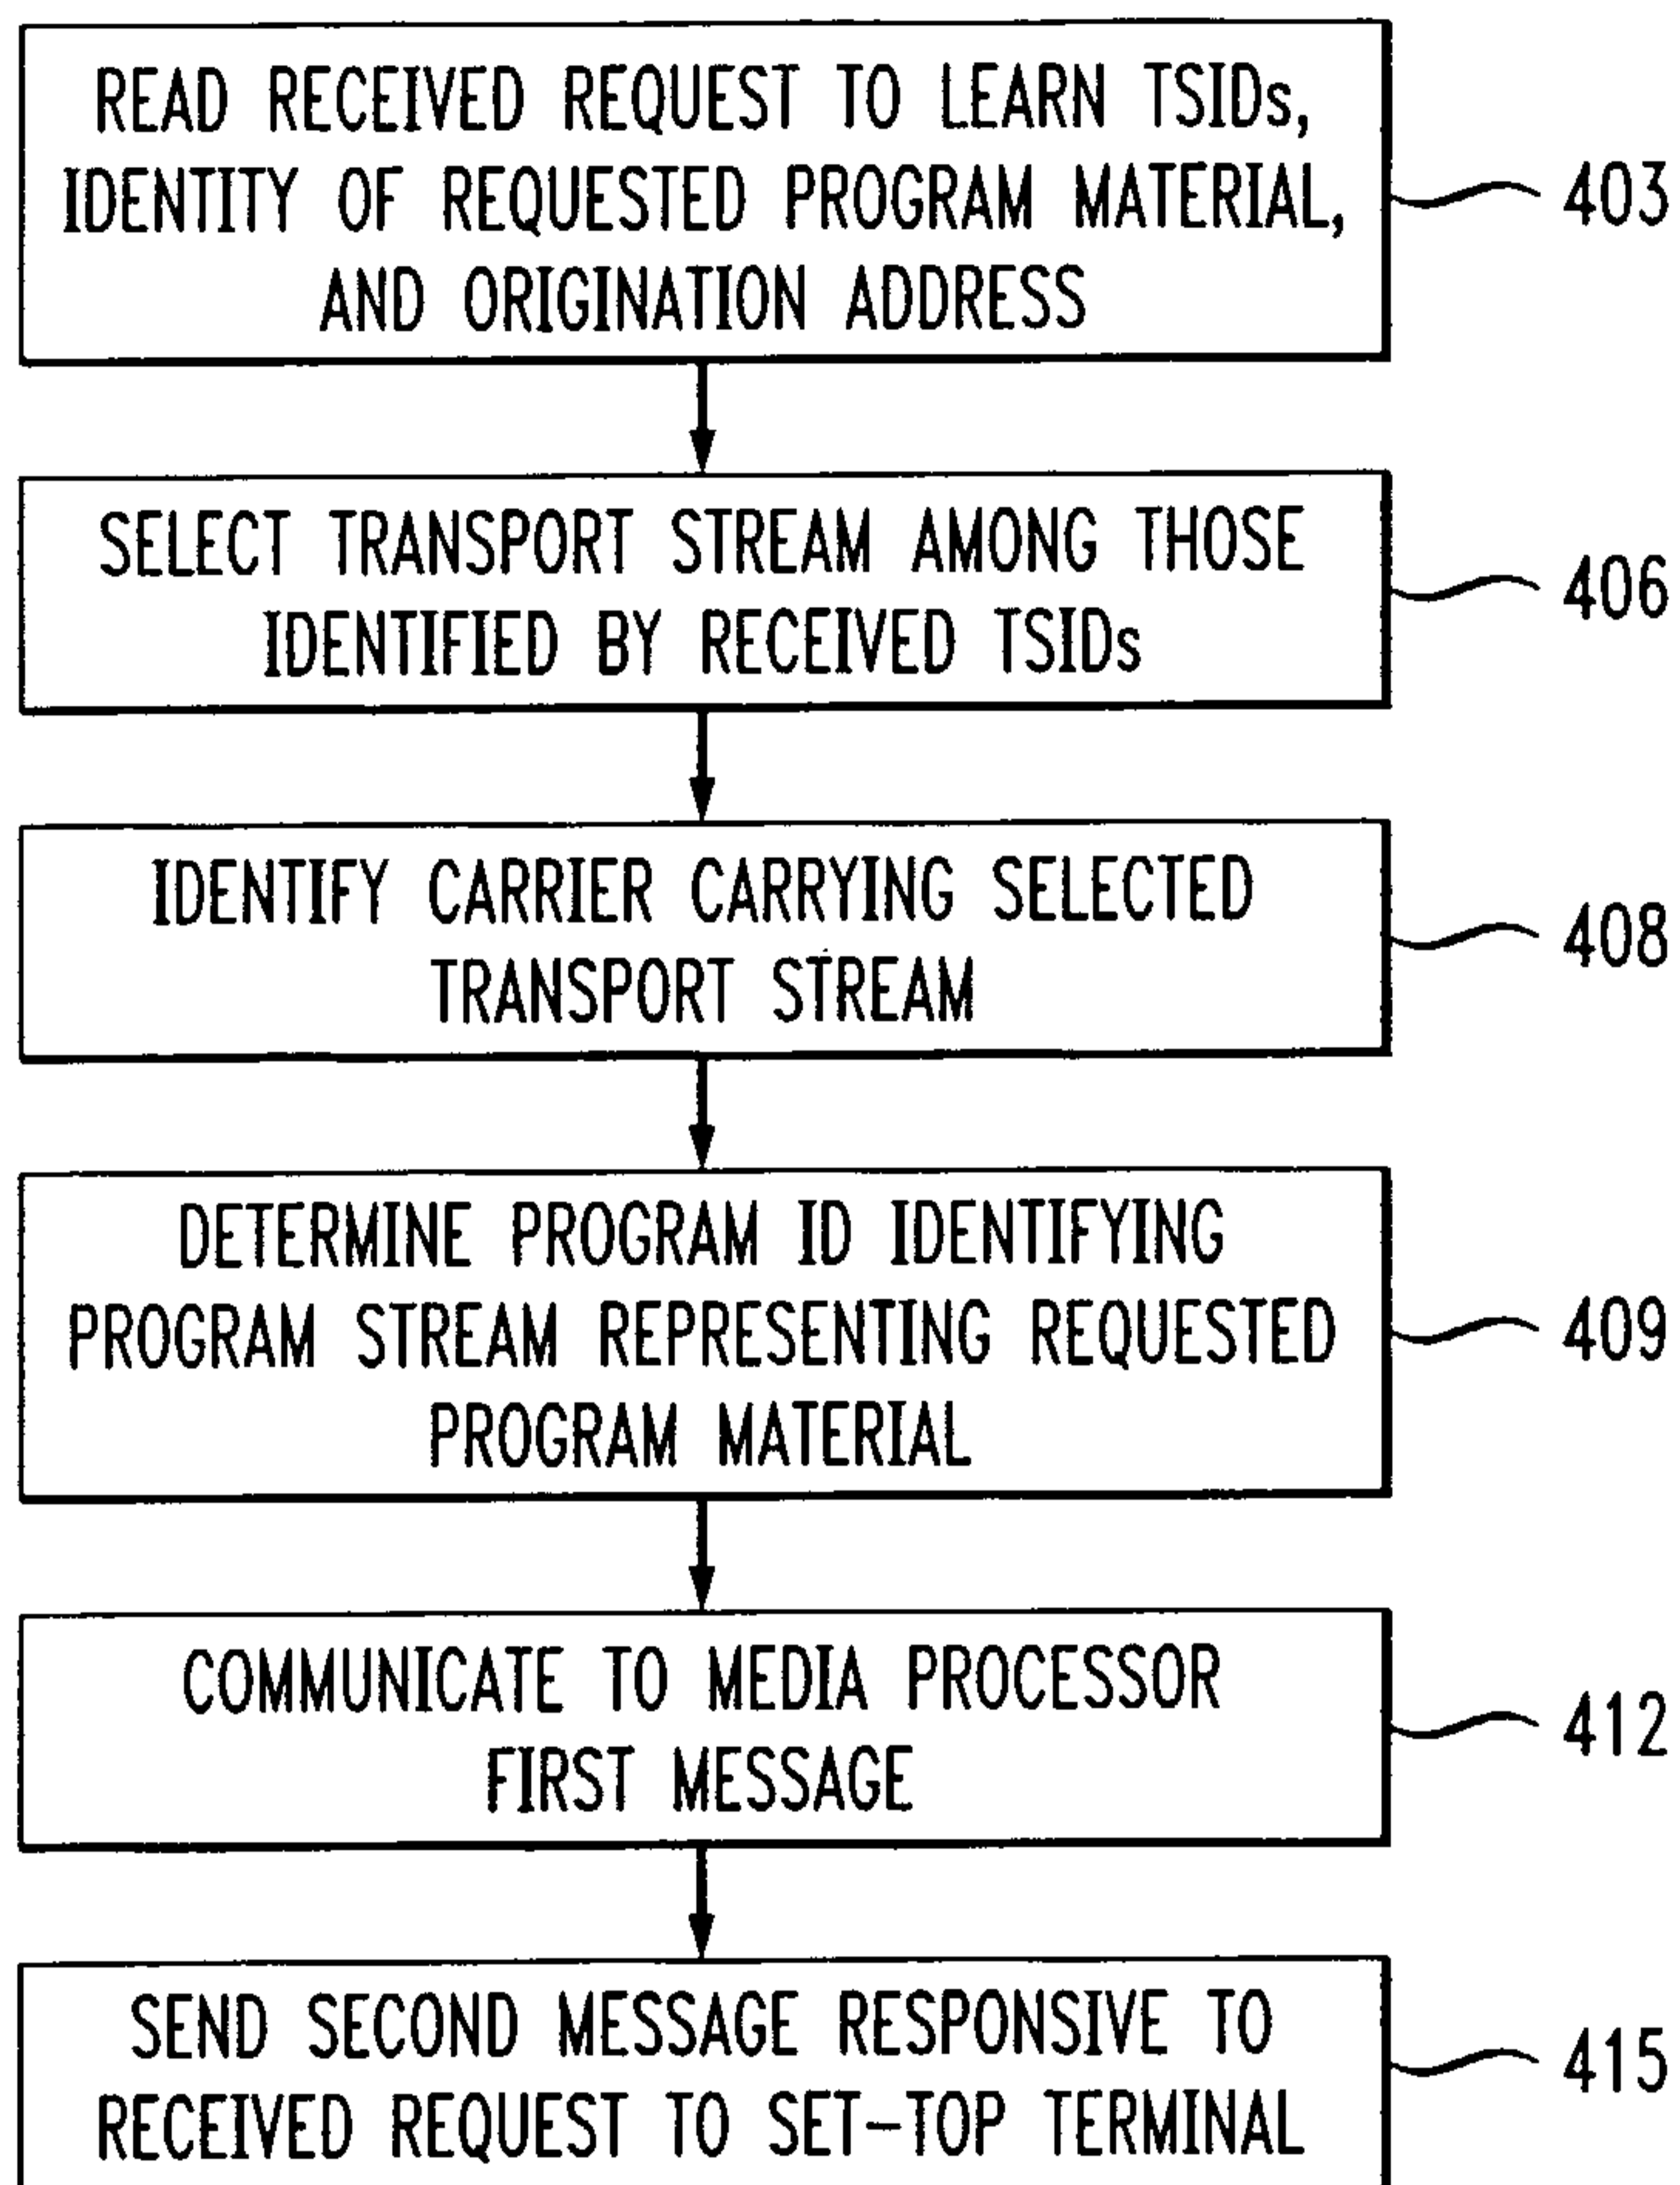 READ RECEIVED REQUEST TO LEARN TSIDs,
IDENTITY OF REQUESTED PROGRAM MATERIAL,
AND ORIGINATION ADDRESS
403
SELECT TRANSPORT STREAM AMONG THOSE
IDENTIFIED BY RECEIVED TSIDs
406
IDENTIFY CARRIER CARRYING SELECTED
TRANSPORT STREAM
408
DETERMINE PROGRAM ID IDENTIFYING
PROGRAM STREAM REPRESENTING REQUESTED
PROGRAM MATERIAL
409
COMMUNICATE TO MEDIA PROCESSOR
FIRST MESSAGE
412
SEND SECOND MESSAGE RESPONSIVE TO
RECEIVED REQUEST TO SET-TOP TERMINAL
415